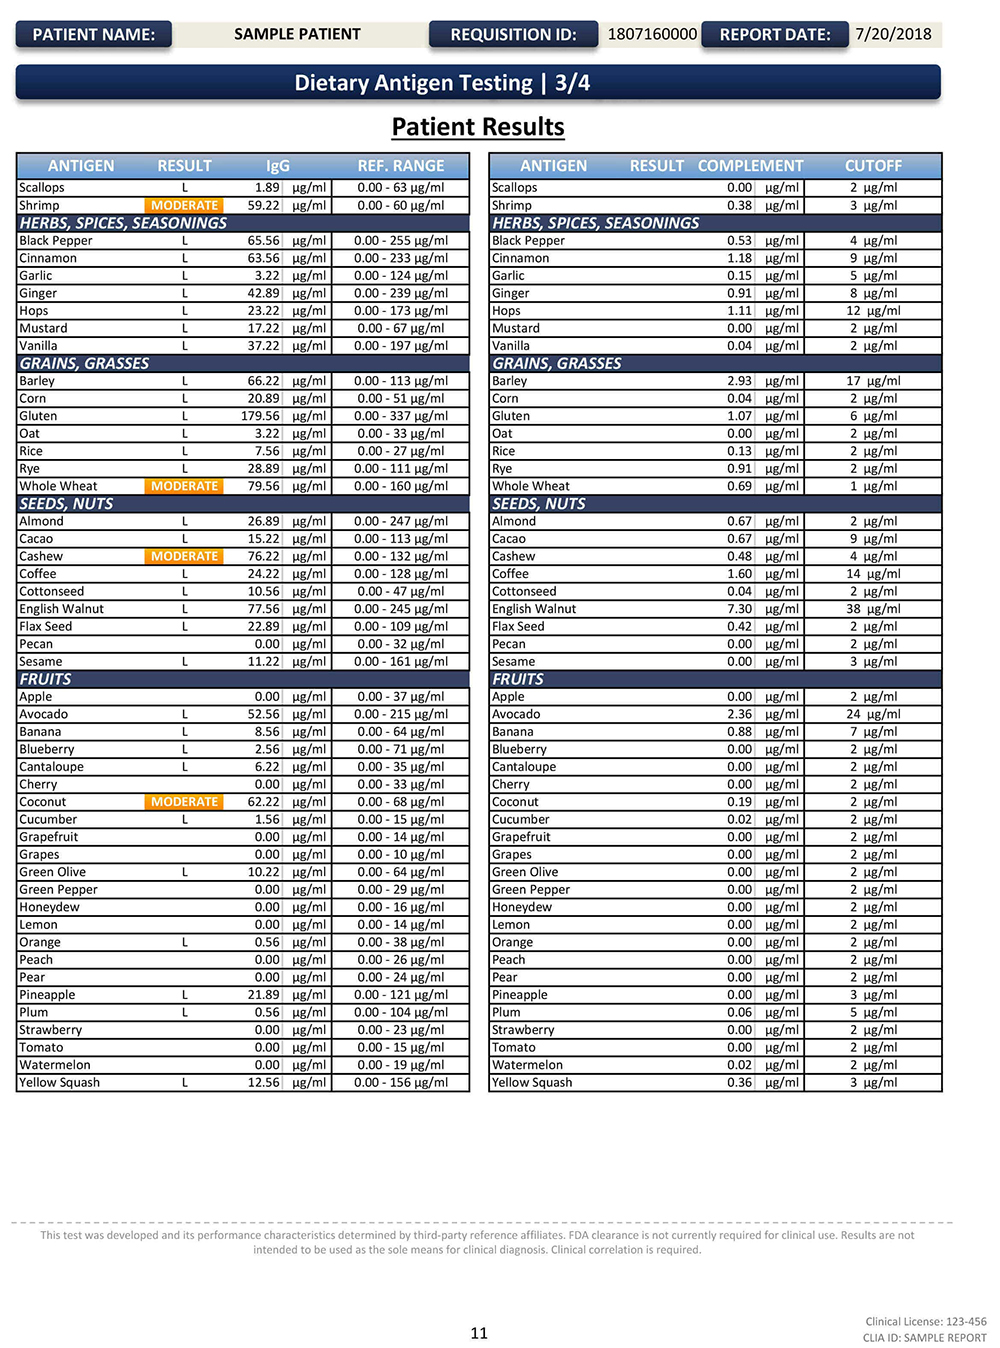 PATIENT NAME: SAMPLE PATIENT REQUISITION ID: 1807160000 REPORT DATE: 7/20/2018
Dietary Antigen Testing | 3/4
Patient Results
ANTIGEN RESULT IgG REF. RANGE ANTIGEN RESULT COMPLEMENT CUTOFF
Scallops L 1.89 µg/ml 0.00 - 63 µg/ml Scallops 0.00 µg/ml 2 µg/ml
Shrimp MODERATE 59.22 µg/ml 0.00 - 60 µg/ml Shrimp 0.38 µg/ml 3 µg/ml
HERBS, SPICES, SEASONINGS HERBS, SPICES, SEASONINGS
Black Pepper L 65.56 µg/ml 0.00 - 255 µg/ml Black Pepper 0.53 µg/ml 4 µg/ml
Cinnamon L 63.56 µg/ml 0.00 - 233 µg/ml Cinnamon 1.18 µg/ml 9 µg/ml
Garlic L 3.22 µg/ml 0.00 - 124 µg/ml Garlic 0.15 µg/ml 5 µg/ml
Ginger L 42.89 µg/ml 0.00 - 239 µg/ml Ginger 0.91 µg/ml 8 µg/ml
Hops L 23.22 µg/ml 0.00 - 173 µg/ml Hops 1.11 µg/ml 12 µg/ml
Mustard L 17.22 µg/ml 0.00 - 67 µg/ml Mustard 0.00 µg/ml 2 µg/ml
Vanilla L 37.22 µg/ml 0.00 - 197 µg/ml Vanilla 0.04 µg/ml 2 µg/ml
GRAINS, GRASSES GRAINS, GRASSES
Barley L 66.22 µg/ml 0.00 - 113 µg/ml Barley 2.93 µg/ml 17 µg/ml
Corn L 20.89 µg/ml 0.00 - 51 µg/ml Corn 0.04 µg/ml 2 µg/ml
Gluten L 179.56 µg/ml 0.00 - 337 µg/ml Gluten 1.07 µg/ml 6 µg/ml
Oat L 3.22 µg/ml 0.00 - 33 µg/ml Oat 0.00 µg/ml 2 µg/ml
Rice L 7.56 µg/ml 0.00 - 27 µg/ml Rice 0.13 µg/ml 2 µg/ml
Rye L 28.89 µg/ml 0.00 - 111 µg/ml Rye 0.91 µg/ml 2 µg/ml
Whole Wheat MODERATE 79.56 µg/ml 0.00 - 160 µg/ml Whole Wheat 0.69 µg/ml 1 µg/ml
SEEDS, NUTS SEEDS, NUTS
Almond L 26.89 µg/ml 0.00 - 247 µg/ml Almond 0.67 µg/ml 2 µg/ml
Cacao L 15.22 µg/ml 0.00 - 113 µg/ml Cacao 0.67 µg/ml 9 µg/ml
Cashew MODERATE 76.22 µg/ml 0.00 - 132 µg/ml Cashew 0.48 µg/ml 4 µg/ml
Coffee L 24.22 µg/ml 0.00 - 128 µg/ml Coffee 1.60 µg/ml 14 µg/ml
Cottonseed L 10.56 µg/ml 0.00 - 47 µg/ml Cottonseed 0.04 µg/ml 2 µg/ml
English Walnut L 77.56 µg/ml 0.00 - 245 µg/ml English Walnut 7.30 µg/ml 38 µg/ml
Flax Seed L 22.89 µg/ml 0.00 - 109 µg/ml Flax Seed 0.42 µg/ml 2 µg/ml
Pecan 0.00 µg/ml 0.00 - 32 µg/ml Pecan 0.00 µg/ml 2 µg/ml
Sesame L 11.22 µg/ml 0.00 - 161 µg/ml Sesame 0.00 µg/ml 3 µg/ml
FRUITS FRUITS
Apple 0.00 µg/ml 0.00 - 37 µg/ml Apple 0.00 µg/ml 2 µg/ml
Avocado L 52.56 µg/ml 0.00 - 215 µg/ml Avocado 2.36 µg/ml 24 µg/ml
Banana L 8.56 µg/ml 0.00 - 64 µg/ml Banana 0.88 µg/ml 7 µg/ml
Blueberry L 2.56 µg/ml 0.00 - 71 µg/ml Blueberry 0.00 µg/ml 2 µg/ml
Cantaloupe L 6.22 µg/ml 0.00 - 35 µg/ml Cantaloupe 0.00 µg/ml 2 µg/ml
Cherry 0.00 µg/ml 0.00 - 33 µg/ml Cherry 0.00 µg/ml 2 µg/ml
Coconut MODERATE 62.22 µg/ml 0.00 - 68 µg/ml Coconut 0.19 µg/ml 2 µg/ml
Cucumber L 1.56 µg/ml 0.00 - 15 µg/ml Cucumber 0.02 µg/ml 2 µg/ml
Grapefruit 0.00 µg/ml 0.00 - 14 µg/ml Grapefruit 0.00 µg/ml 2 µg/ml
Grapes 0.00 µg/ml 0.00 - 10 µg/ml Grapes 0.00 µg/ml 2 µg/ml
Green Olive L 10.22 µg/ml 0.00 - 64 µg/ml Green Olive 0.00 µg/ml 2 µg/ml
Green Pepper 0.00 µg/ml 0.00 - 29 µg/ml Green Pepper 0.00 µg/ml 2 µg/ml
Honeydew 0.00 µg/ml 0.00 - 16 µg/ml Honeydew 0.00 µg/ml 2 µg/ml
Lemon 0.00 µg/ml 0.00 - 14 µg/ml Lemon 0.00 µg/ml 2 µg/ml
Orange L 0.56 µg/ml 0.00 - 38 µg/ml Orange 0.00 µg/ml 2 µg/ml
Peach 0.00 µg/ml 0.00 - 26 µg/ml Peach 0.00 µg/ml 2 µg/ml
Pear 0.00 µg/ml 0.00 - 24 µg/ml Pear 0.00 µg/ml 2 µg/ml
Pineapple L 21.89 µg/ml 0.00 - 121 µg/ml Pineapple 0.00 µg/ml 3 µg/ml
Plum L 0.56 µg/ml 0.00 - 104 µg/ml Plum 0.06 µg/ml 5 µg/ml
Strawberry 0.00 µg/ml 0.00 - 23 µg/ml Strawberry 0.00 µg/ml 2 µg/ml
Tomato 0.00 µg/ml 0.00 - 15 µg/ml Tomato 0.00 µg/ml 2 µg/ml
Watermelon 0.00 µg/ml 0.00 - 19 µg/ml Watermelon 0.02 µg/ml 2 µg/ml
Yellow Squash L 12.56 µg/ml 0.00 - 156 µg/ml Yellow Squash 0.36 µg/ml 3 µg/ml
This test was developed and its performance characteristics determined by third-party reference affiliates. FDA clearance is not currently required for clinical use. Results are not
intended to be used as the sole means for clinical diagnosis. Clinical correlation is required.
11
Clinical License: 123-456
CLIA ID: SAMPLE REPORT